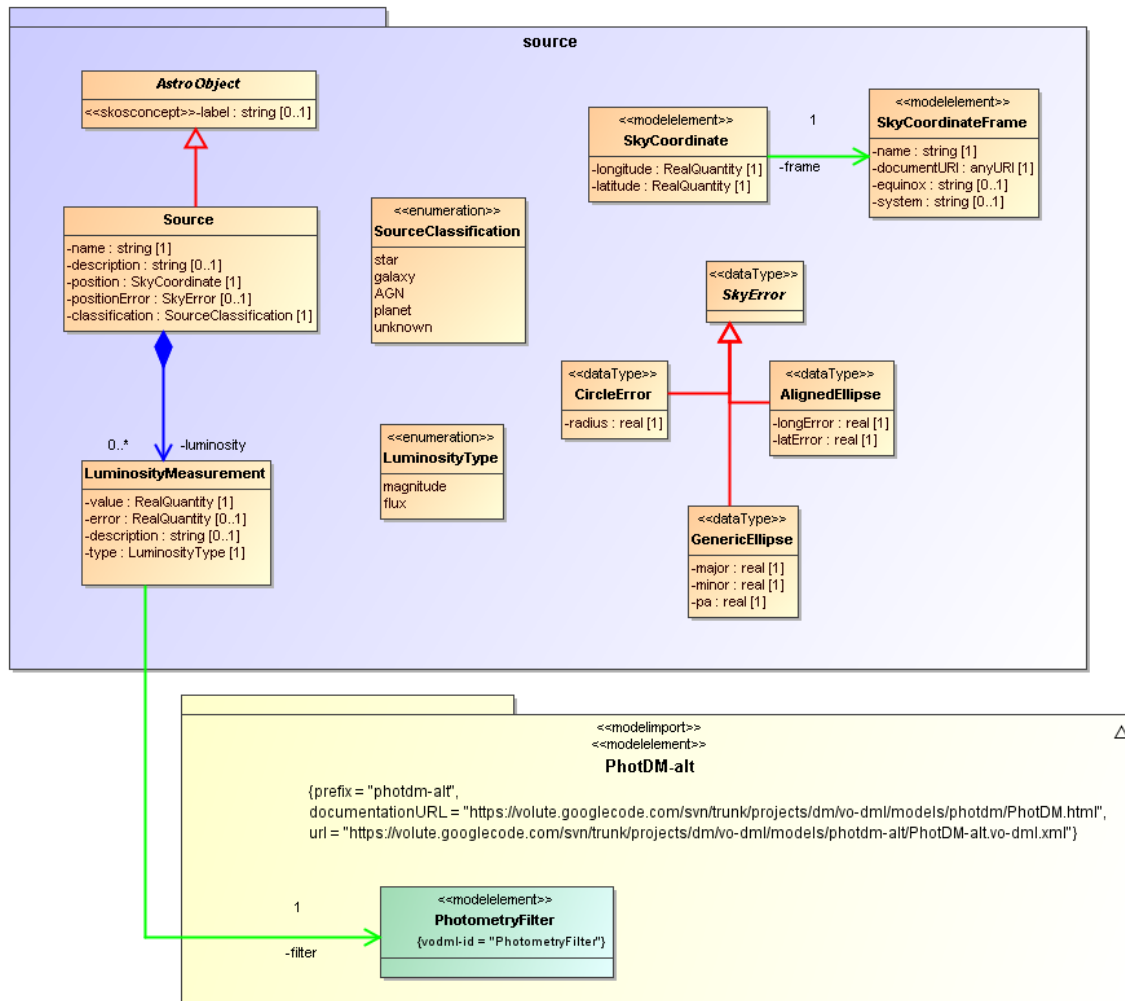 source
AstroObject
<<skosconcept>>-label : string [0..1]
Source
-name : string [1]
-description : string [0..1]
-position : SkyCoordinate [1]
-positionError : SkyError [0..1]
-classification : SourceClassification [1]
0..*
-luminosity
LuminosityMeasurement
-value : RealQuantity [1]
-error : RealQuantity [0..1]
-description : string [0..1]
-type : LuminosityType [1]
<<enumeration>>
SourceClassification
star
galaxy
AGN
planet
unknown
<<enumeration>>
LuminosityType
magnitude
flux
<<modelelement>>
SkyCoordinate
-longitude : RealQuantity [1]
-latitude : RealQuantity [1]
1
-frame
<<modelelement>>
SkyCoordinateFrame
-name : string [1]
-documentURI : anyURI [1]
-equinox : string [0..1]
-system : string [0..1]
<<dataType>>
SkyError
<<dataType>>
CircleError
-radius : real [1]
<<dataType>>
AlignedEllipse
-longError : real [1]
-latError : real [1]
<<dataType>>
GenericEllipse
-major : real [1]
-minor : real [1]
-pa : real [1]
<<modelimport>>
<<modelelement>>
PhotDM-alt
{prefix = "photdm-alt",
documentationURL = "https://volute.googlecode.com/svn/trunk/projects/dm/vo-dml/models/photdm/PhotDM.html",
url = "https://volute.googlecode.com/svn/trunk/projects/dm/vo-dml/models/photdm-alt/PhotDM-alt.vo-dml.xml"}
1
-filter
<<modelelement>>
PhotometryFilter
{vodml-id = "PhotometryFilter"}